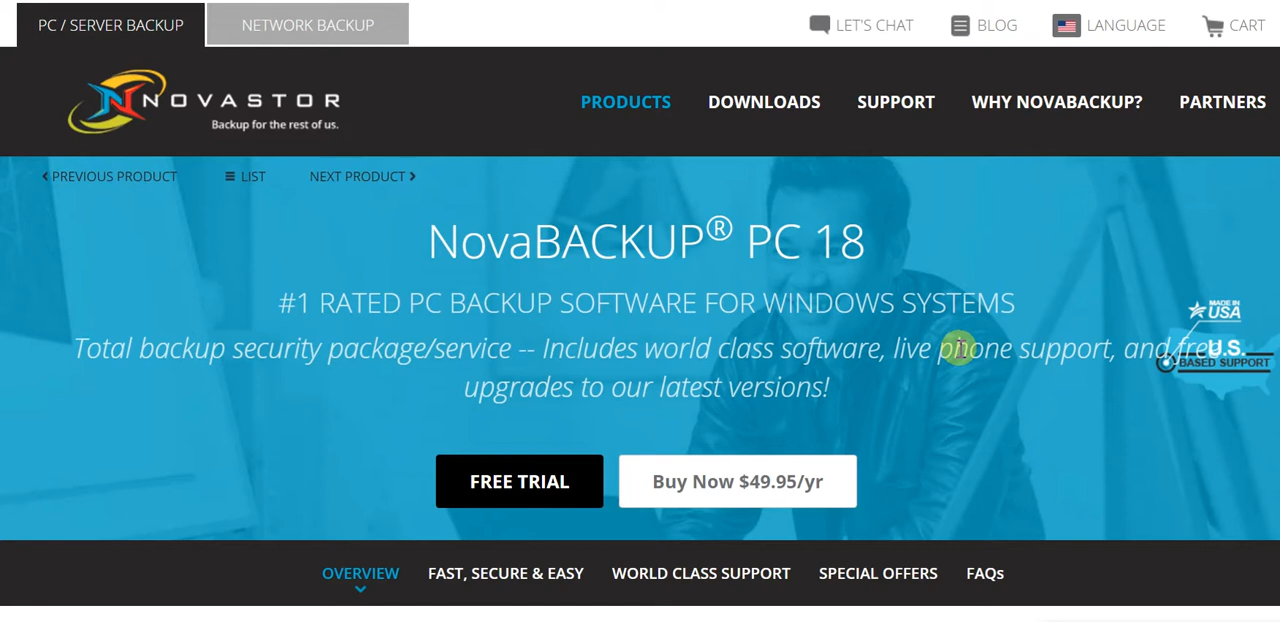 PC / SERVER BACKUP
NETWORK BACKUP
LET'S CHAT
BLOG
LANGUAGE
CART
NOVASTOR
Backup for the rest of us.
PRODUCTS
DOWNLOADS
SUPPORT
WHY NOVABACKUP?
PARTNERS
PREVIOUS PRODUCT
LIST
NEXT PRODUCT
NovaBACKUP® PC 18
#1 RATED PC BACKUP SOFTWARE FOR WINDOWS SYSTEMS
Total backup security package/service -- Includes world class software, live phone support, and free
upgrades to our latest versions!
MADE IN
USA
U.S.
BASED SUPPORT
FREE TRIAL
Buy Now $49.95/yr
OVERVIEW
FAST, SECURE & EASY
WORLD CLASS SUPPORT
SPECIAL OFFERS
FAQs